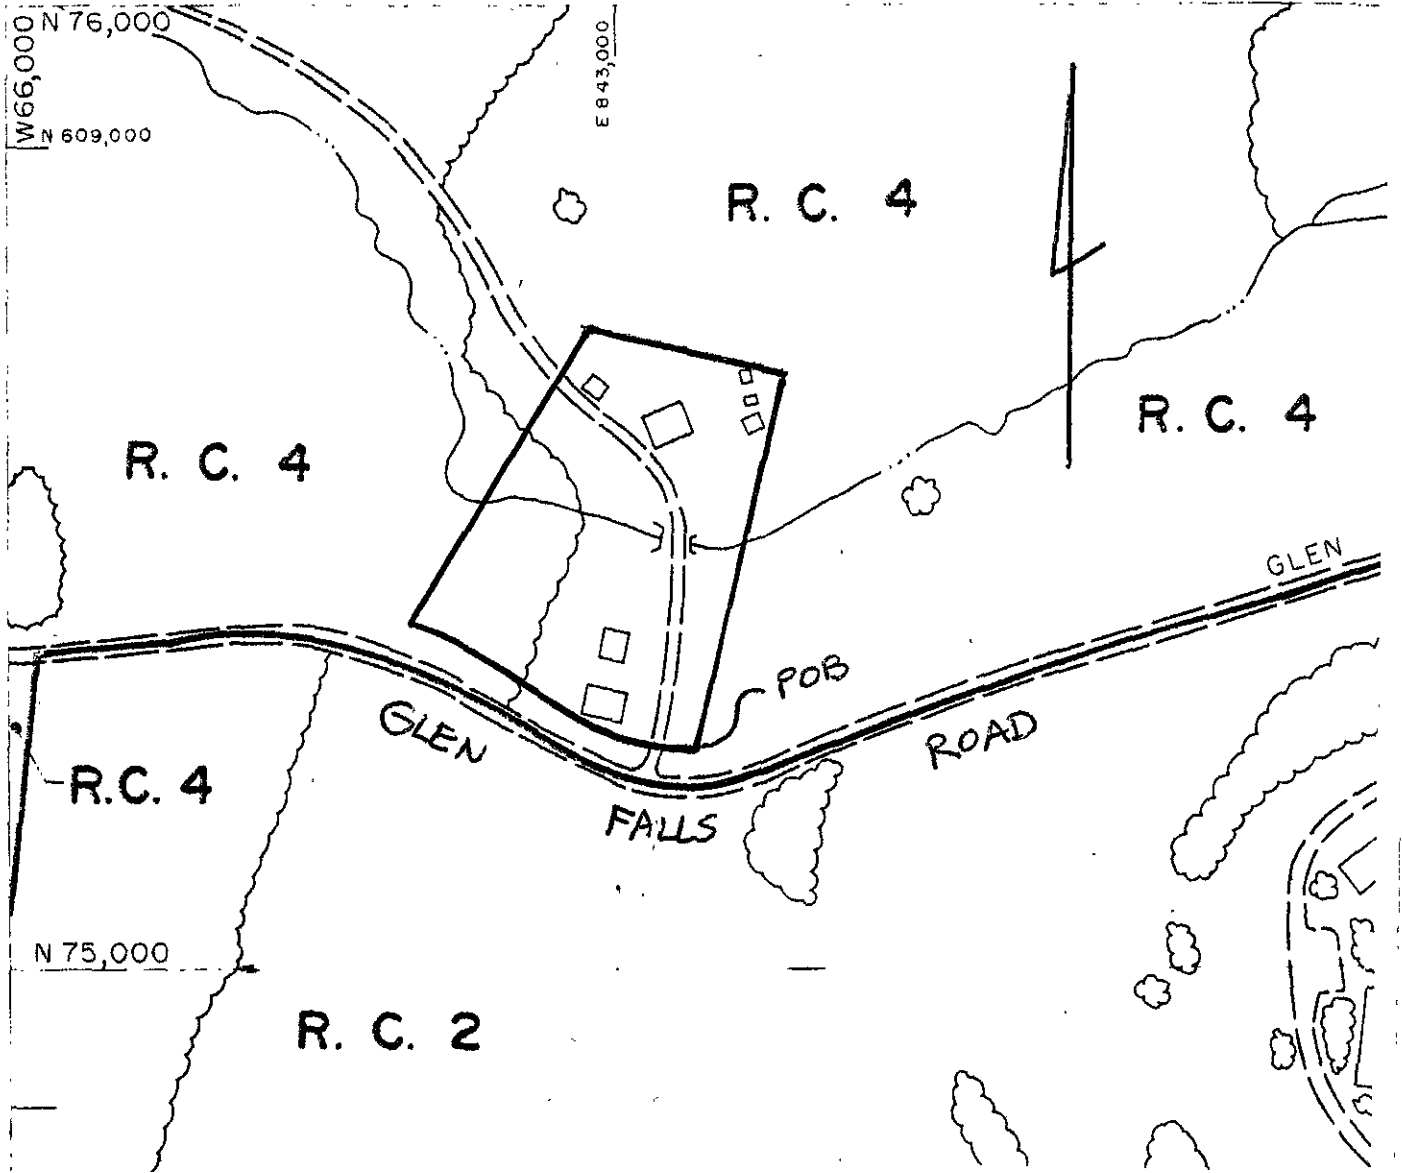 N 76,000
W 66,000
N 609,000
E 843,000
R. C. 4
R. C. 4
R. C. 4
GLEN
POB
GLEN
ROAD
R.C. 4
FALLS
N 75,000
R. C. 2